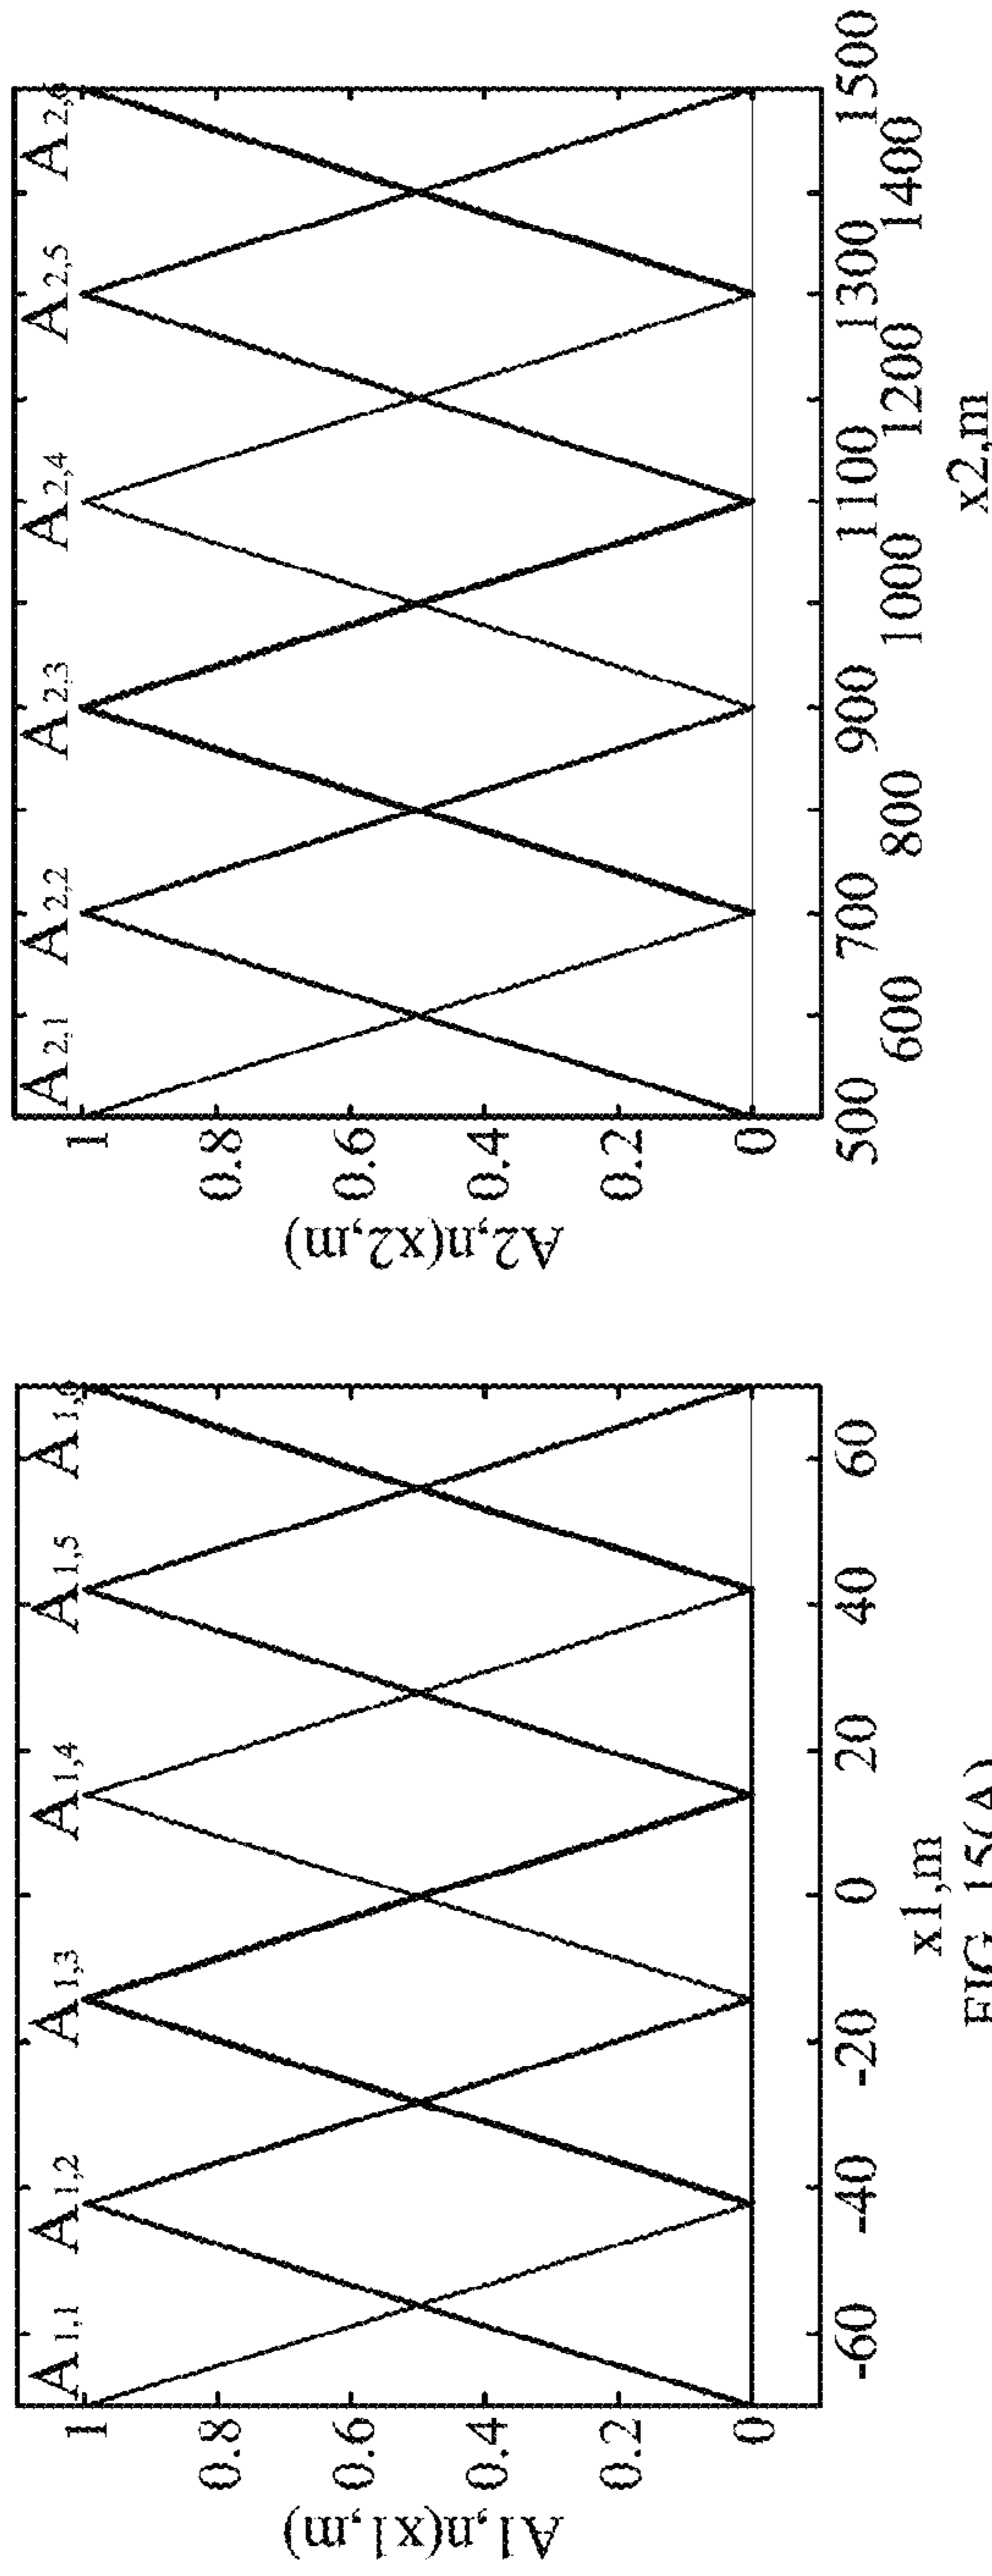 A1,1 A1,2 A1,3 A1,4 A1,5 A1,6
1
0.8
0.6
0.4
0.2
0
A1,n(x1,m)
-60 -40 -20 0 20 40 60
x1,m
FIG. 15(A)
A2,1 A2,2 A2,3 A2,4 A2,5 A2,6
1
0.8
0.6
0.4
0.2
0
A2,n(x2,m)
500 700 900 1100 1300 1500
600 800 1000 1200 1400
x2,m